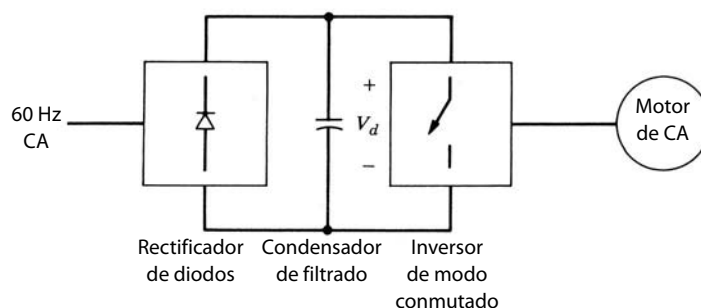 60 Hz
CA
+
V_d
−
Motor
de CA
Rectificador
de diodos
Condensador
de filtrado
Inversor
de modo
conmutado